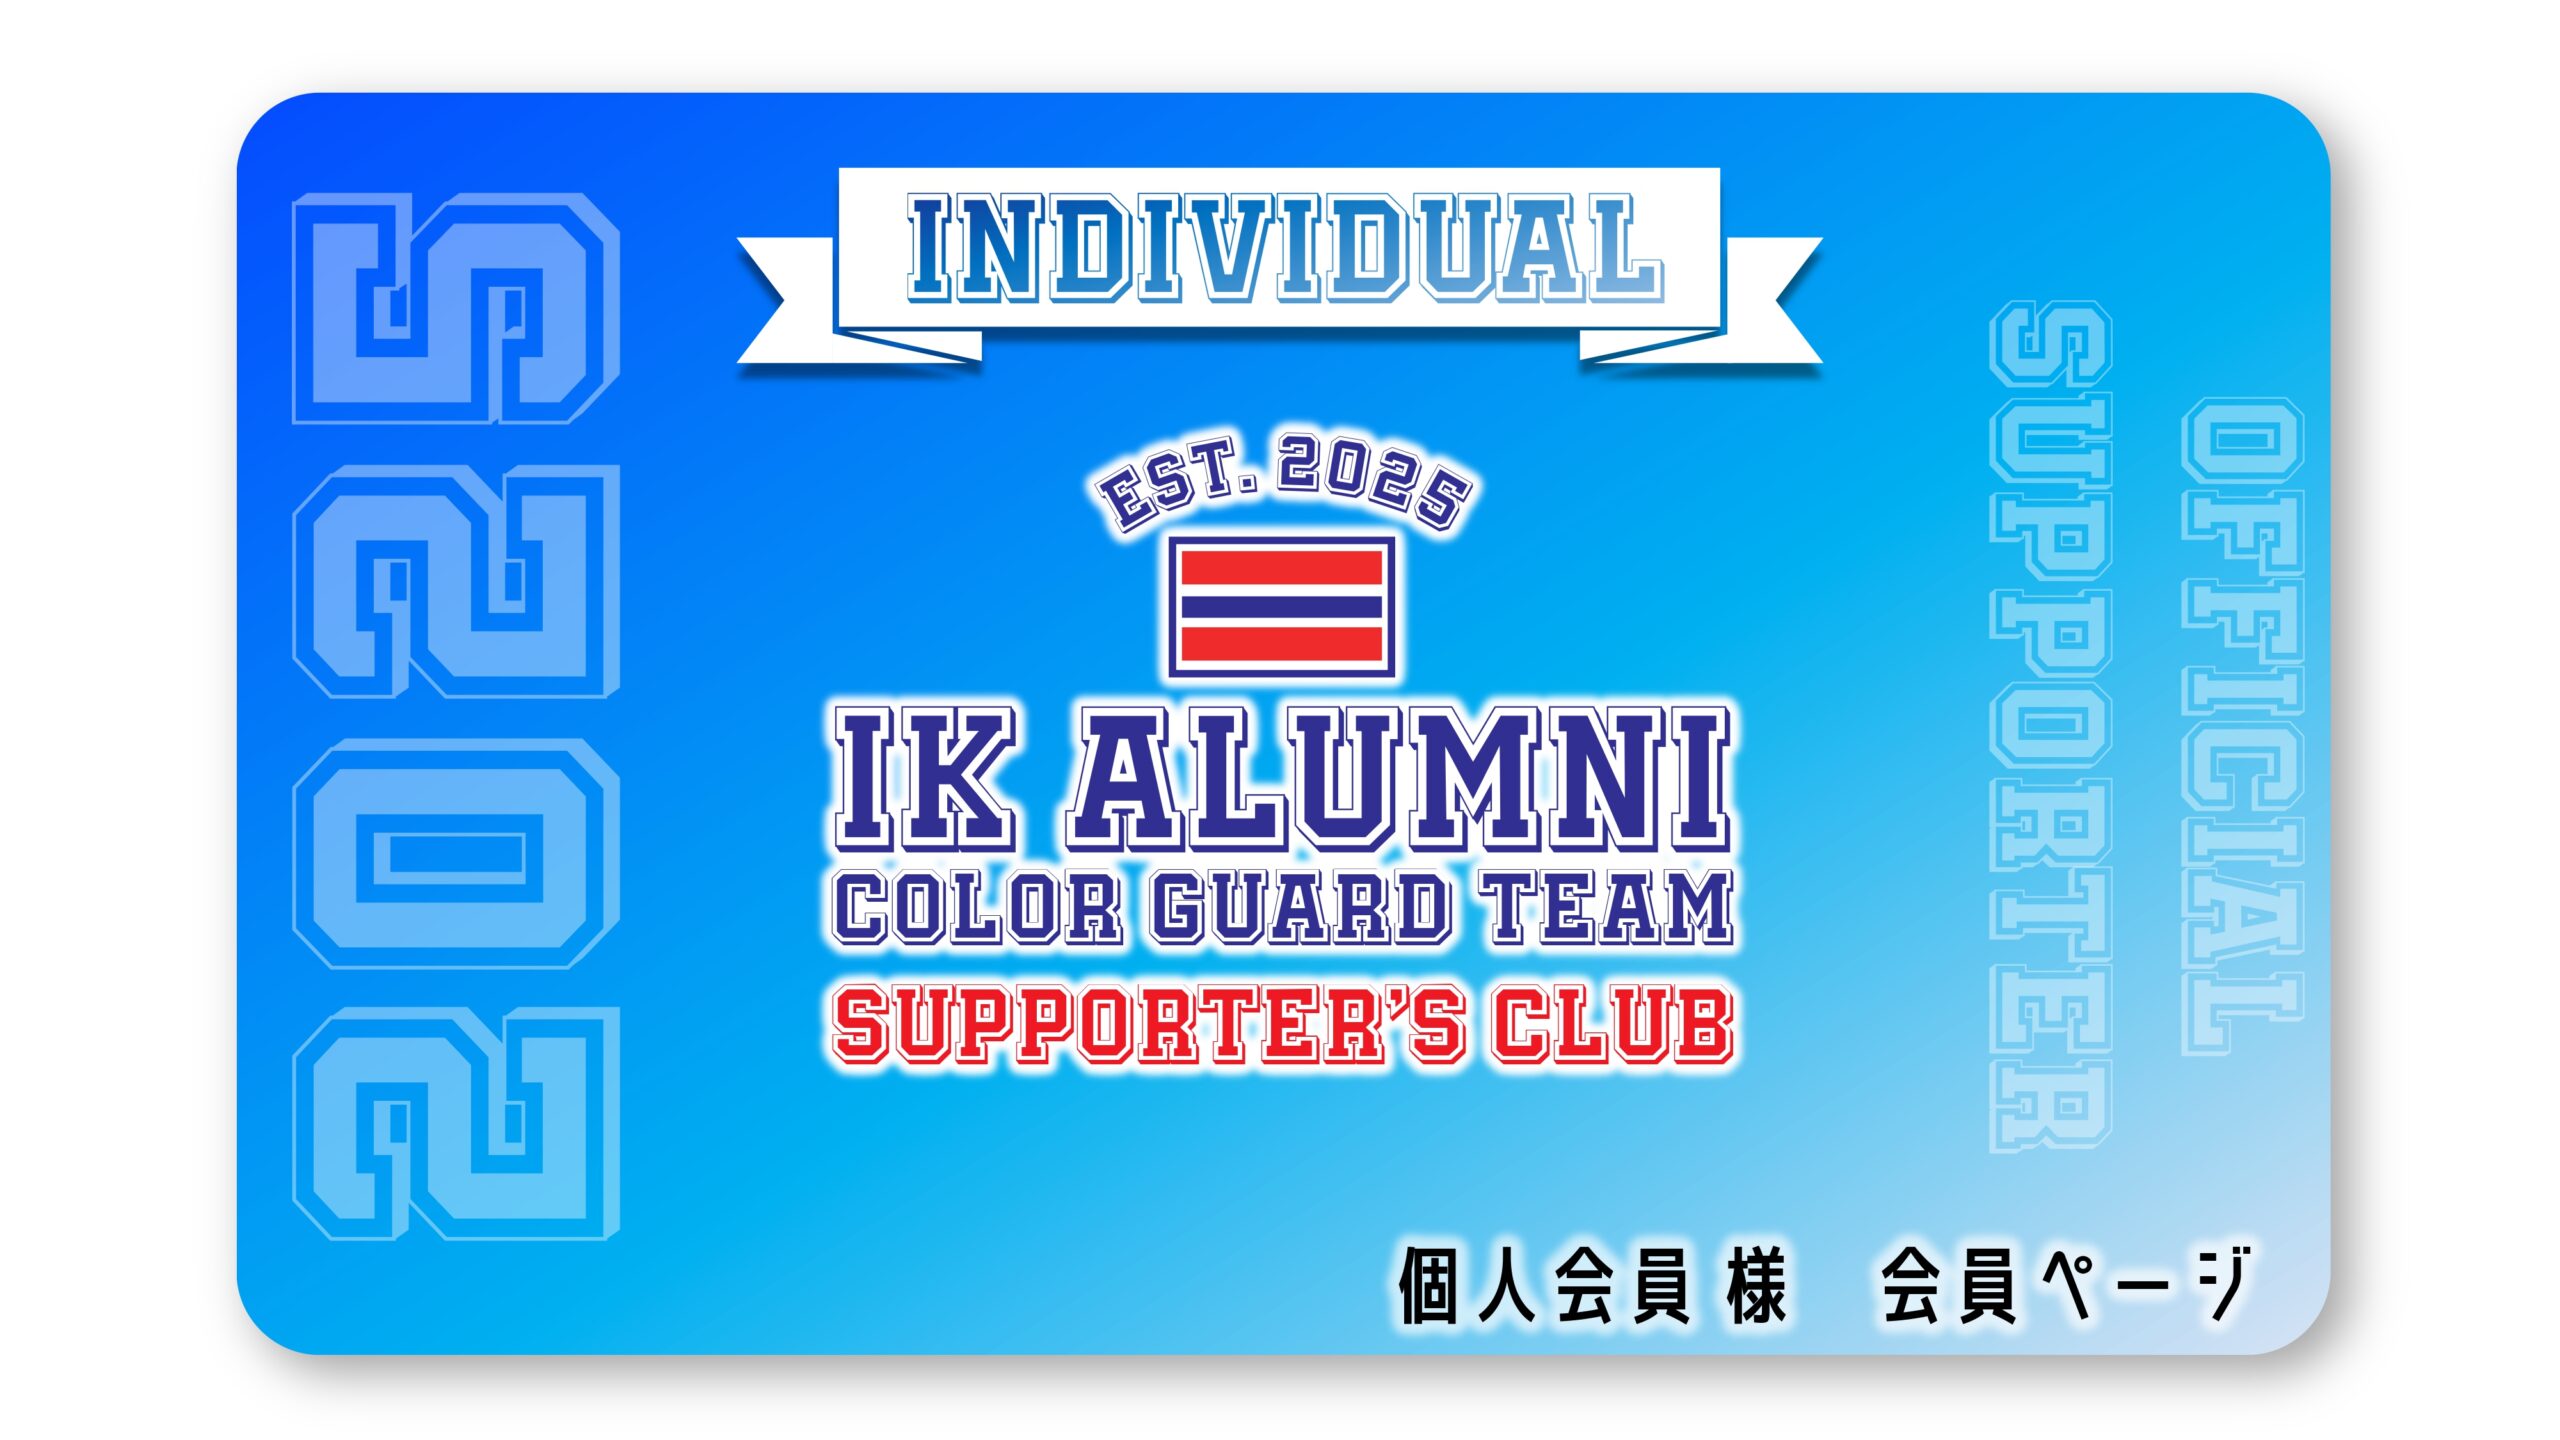 INDIVIDUAL
2025
EST. 2025
IK ALUMNI
COLOR GUARD TEAM
SUPPORTER'S CLUB
OFFICIAL
SUPPORTER
個人会員様　会員ページ